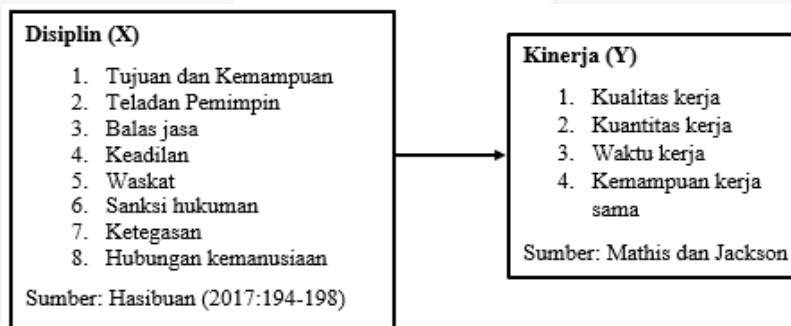 Disiplin (X)
1. Tujuan dan Kemampuan
2. Teladan Pemimpin
3. Balas jasa
4. Keadilan
5. Waskat
6. Sanksi hukuman
7. Ketegasan
8. Hubungan kemanusiaan
Sumber: Hasibuan (2017:194-198)
Kinerja (Y)
1. Kualitas kerja
2. Kuantitas kerja
3. Waktu kerja
4. Kemampuan kerja
sama
Sumber: Mathis dan Jackson